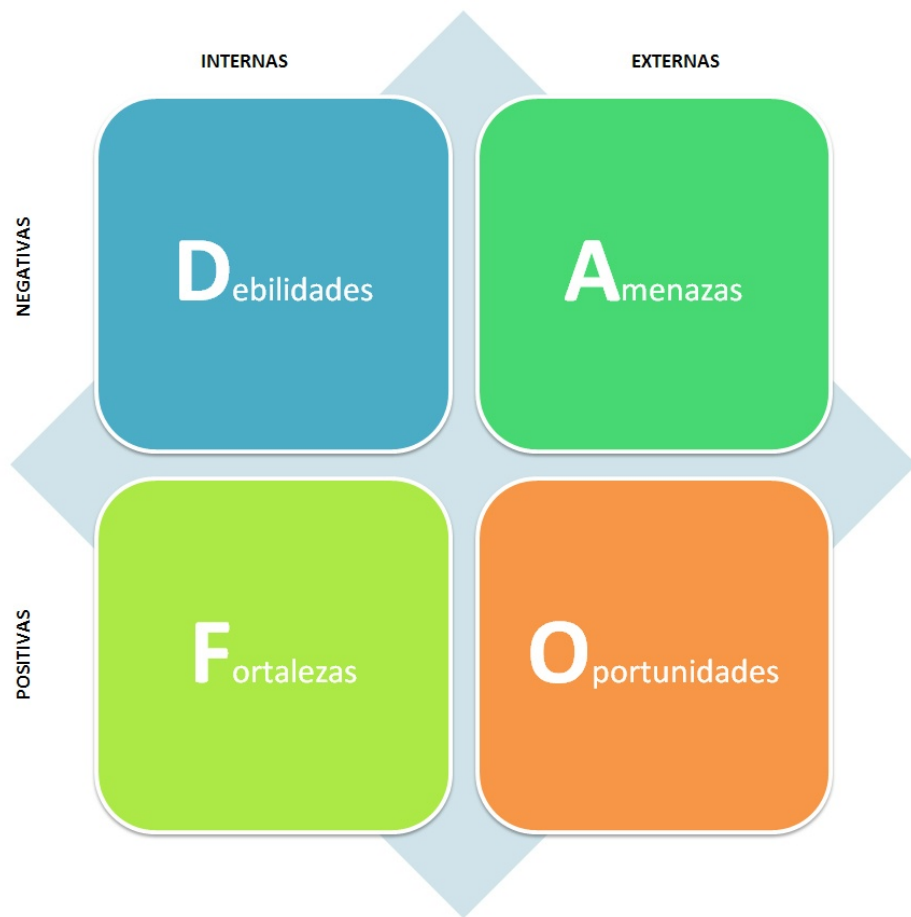 INTERNAS
EXTERNAS
NEGATIVAS
Debilidades
Amenazas
POSITIVAS
Fortalezas
Oportunidades